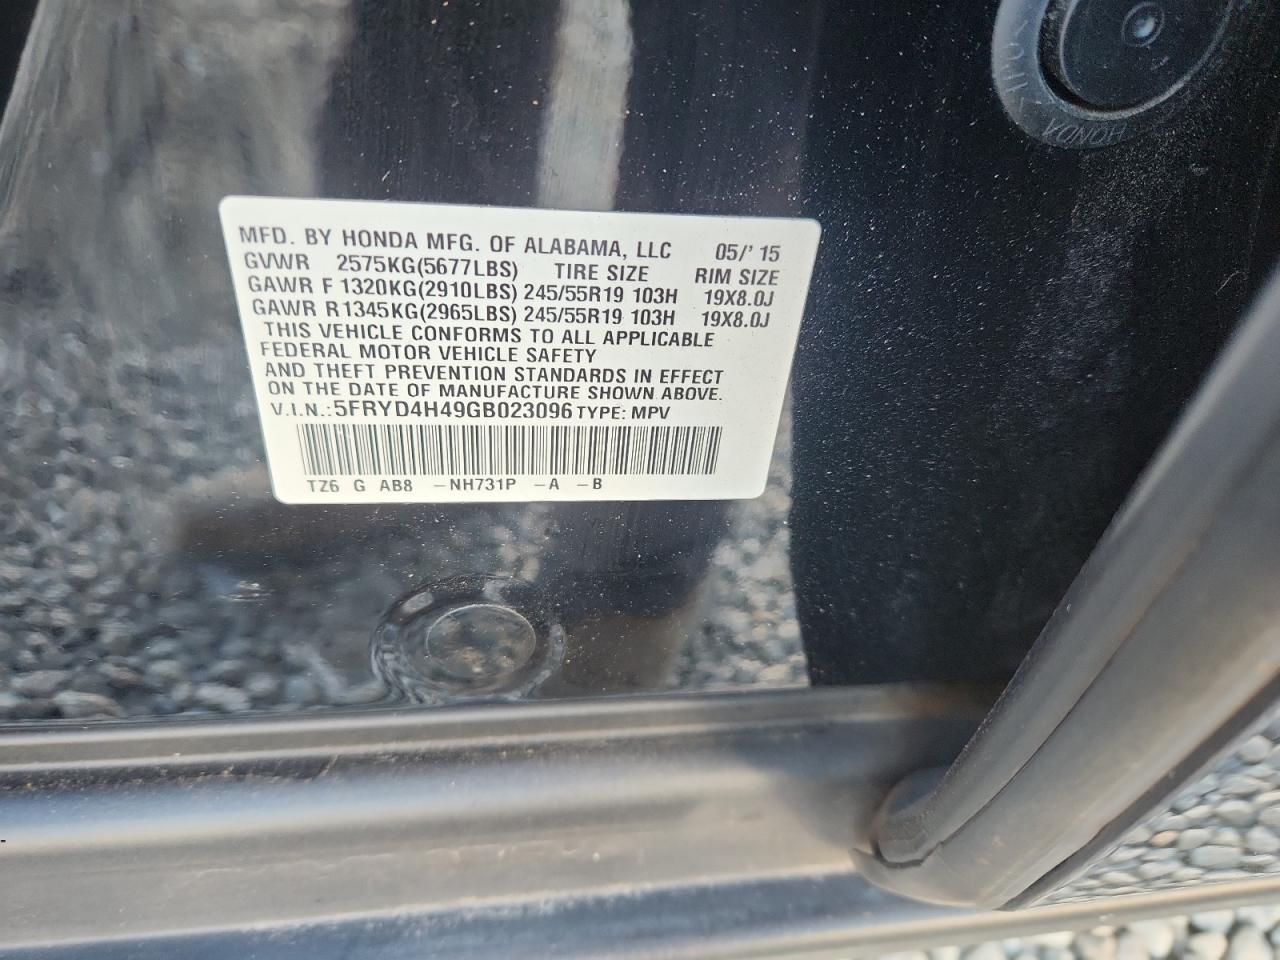 MFD. BY HONDA MFG. OF ALABAMA, LLC 05/' 15
GVWR 2575KG(5677LBS) TIRE SIZE RIM SIZE
GAWR F 1320KG(2910LBS) 245/55R19 103H 19X8.0J
GAWR R 1345KG(2965LBS) 245/55R19 103H 19X8.0J
THIS VEHICLE CONFORMS TO ALL APPLICABLE
FEDERAL MOTOR VEHICLE SAFETY
AND THEFT PREVENTION STANDARDS IN EFFECT
ON THE DATE OF MANUFACTURE SHOWN ABOVE.
V.I.N.:5FRYD4H49GB023096 TYPE: MPV
TZ6 G AB8 -NH731P -A -B
HONDA